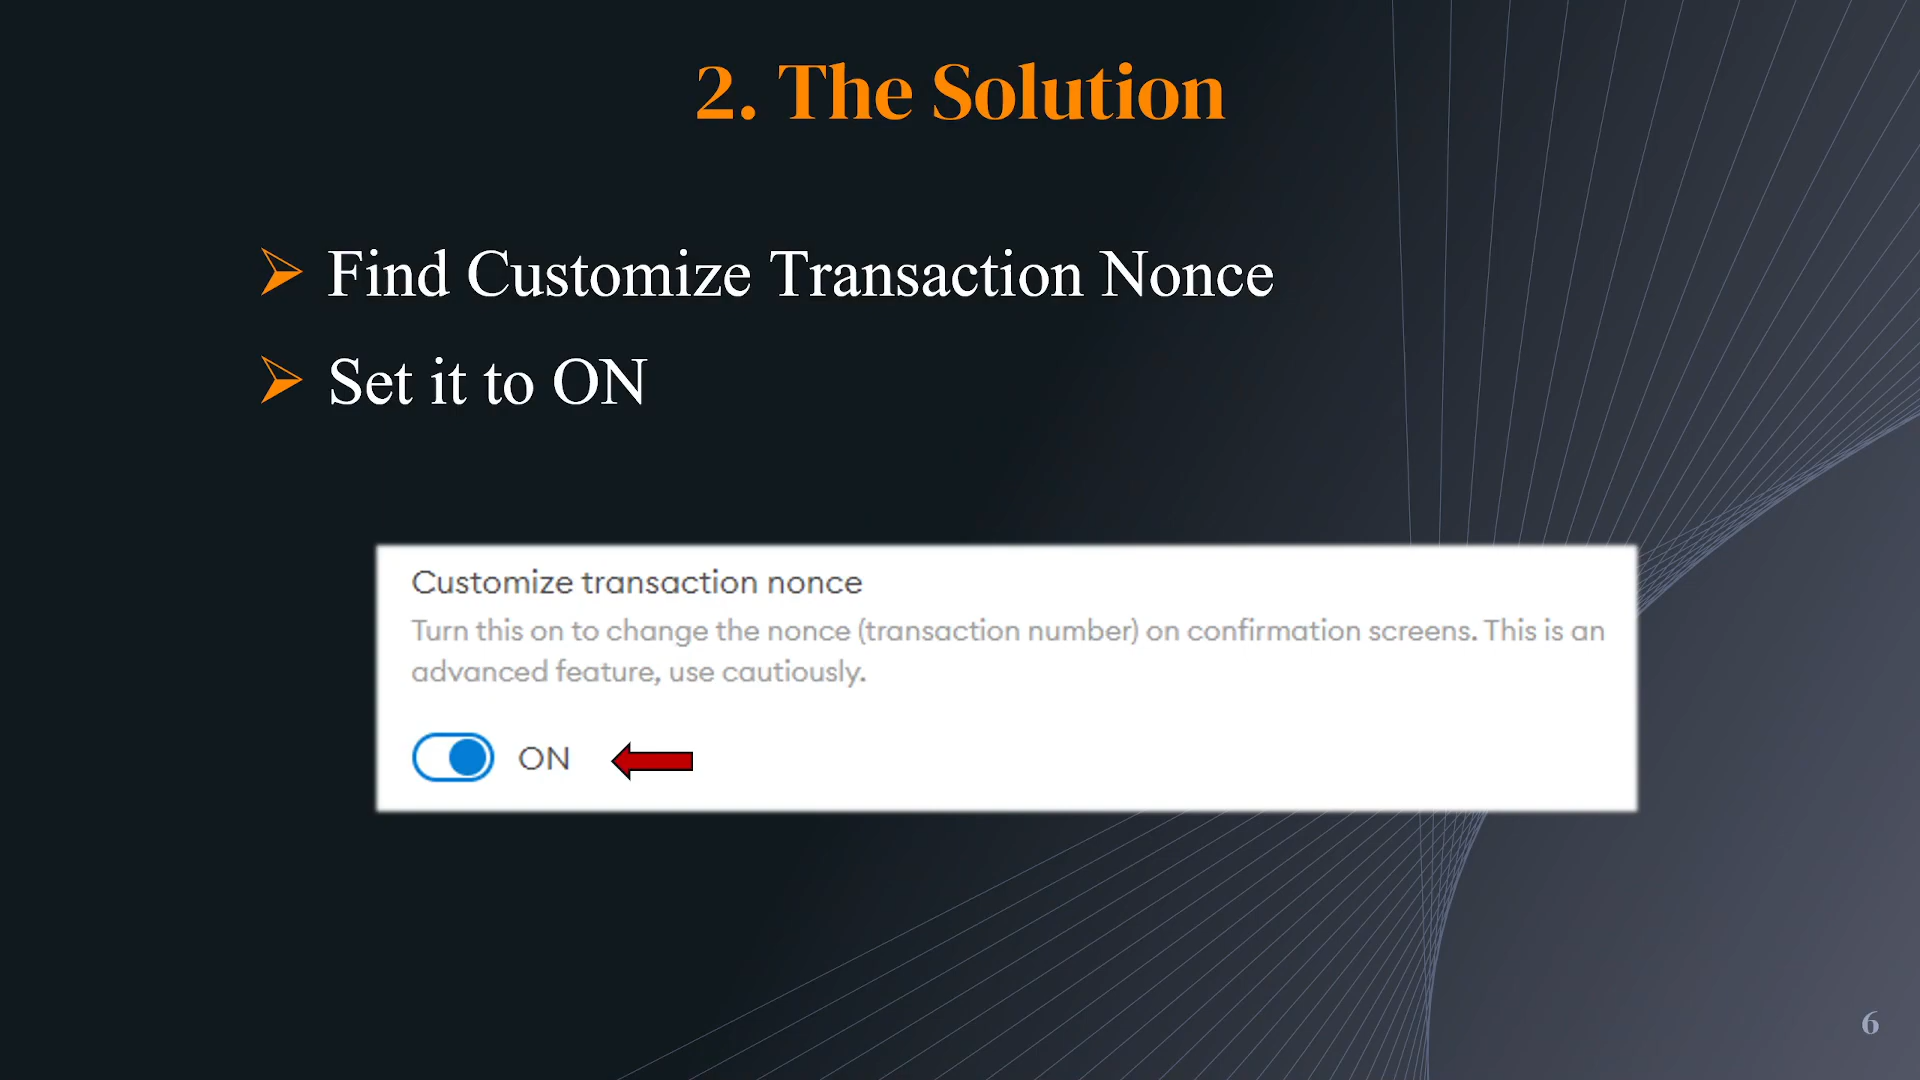 2. The Solution
Find Customize Transaction Nonce
Set it to ON
Customize transaction nonce
Turn this on to change the nonce (transaction number) on confirmation screens. This is an
advanced feature, use cautiously.
ON
6